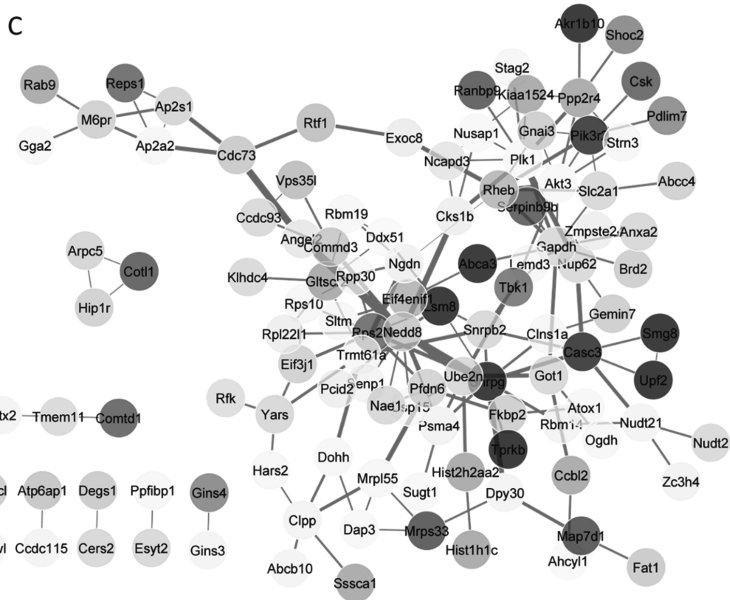 C
Akr1b10
Shoc2
Stag2
Rab9
Reps1
Ranbp9
Kiaa1524
Ppp2r4
Csk
M6pr
Ap2s1
Rtf1
Exoc8
Nusap1
Gnai3
Pik3r
Pdlim7
Gga2
Ap2a2
Cdc73
Ncapd3
Plk1
Strn3
Vps35l
Rheb
Akt3
Slc2a1
Abcc4
Ccdc93
Rbm19
Cks1b
Serpinb9b
Arpc5
Cotl1
Hip1r
Commd3
Ddx51
Gapdh
Zmpste2
Anxa2
Klhdc4
Rpp30
Ngdn
Abca3
Lemd3
Nup62
Brd2
Rps10
Eif4enif1
Tbk1
Rpl22l1
Sltm
Nedd8
Snrpb2
Clns1a
Gemin7
Smg8
Eif3j1
Trmt61a
Casc3
Upf2
Rfk
Yars
Pcid2
Pfdn6
Ube2n
Got1
Tmem11
Comtd1
Nae1
Fkbp2
Atox1
Psma4
Rbm14
Nudt21
Ogdh
Nudt2
Hars2
Dohh
Tprkb
Atp6ap1
Degs1
Ppfibp1
Gins4
Mrpl55
Sugt1
Hist2h2aa2
Ccbl2
Zc3h4
Clpp
Dpy30
Dap3
Mrps33
Map7d1
Ccdc115
Cers2
Esyt2
Gins3
Hist1h1c
Ahcyl1
Abcb10
Sssca1
Fat1